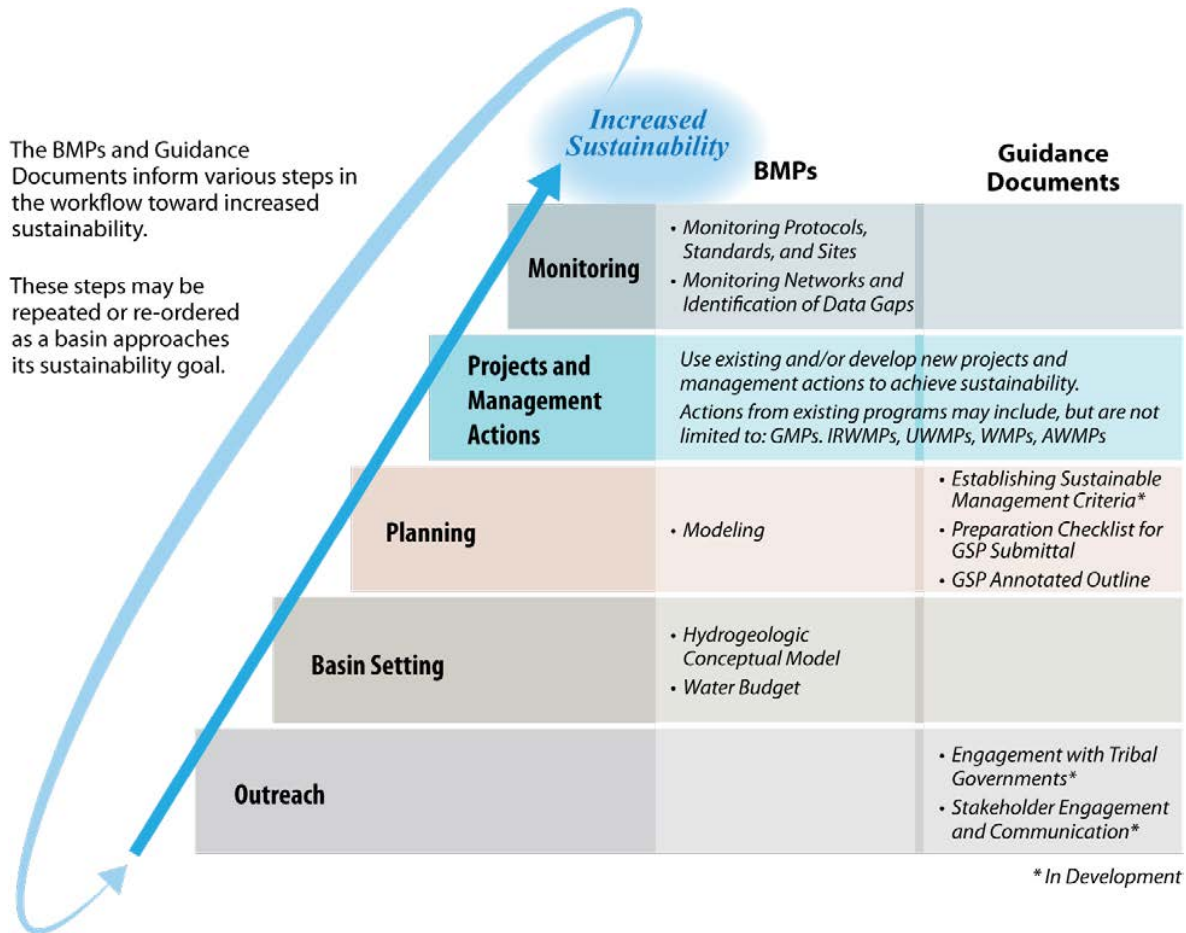 Increased
Sustainability
The BMPs and Guidance
Documents inform various steps in
the workflow toward increased
sustainability.
These steps may be
repeated or re-ordered
as a basin approaches
its sustainability goal.
BMPs
Guidance
Documents
Monitoring
• Monitoring Protocols,
Standards, and Sites
• Monitoring Networks and
Identification of Data Gaps
Projects and
Management
Actions
Use existing and/or develop new projects and
management actions to achieve sustainability.
Actions from existing programs may include, but are not
limited to: GMPs. IRWMPs, UWMPs, WMPs, AWMPs
Planning
• Modeling
• Establishing Sustainable
Management Criteria*
• Preparation Checklist for
GSP Submittal
• GSP Annotated Outline
Basin Setting
• Hydrogeologic
Conceptual Model
• Water Budget
Outreach
• Engagement with Tribal
Governments*
• Stakeholder Engagement
and Communication*
* In Development